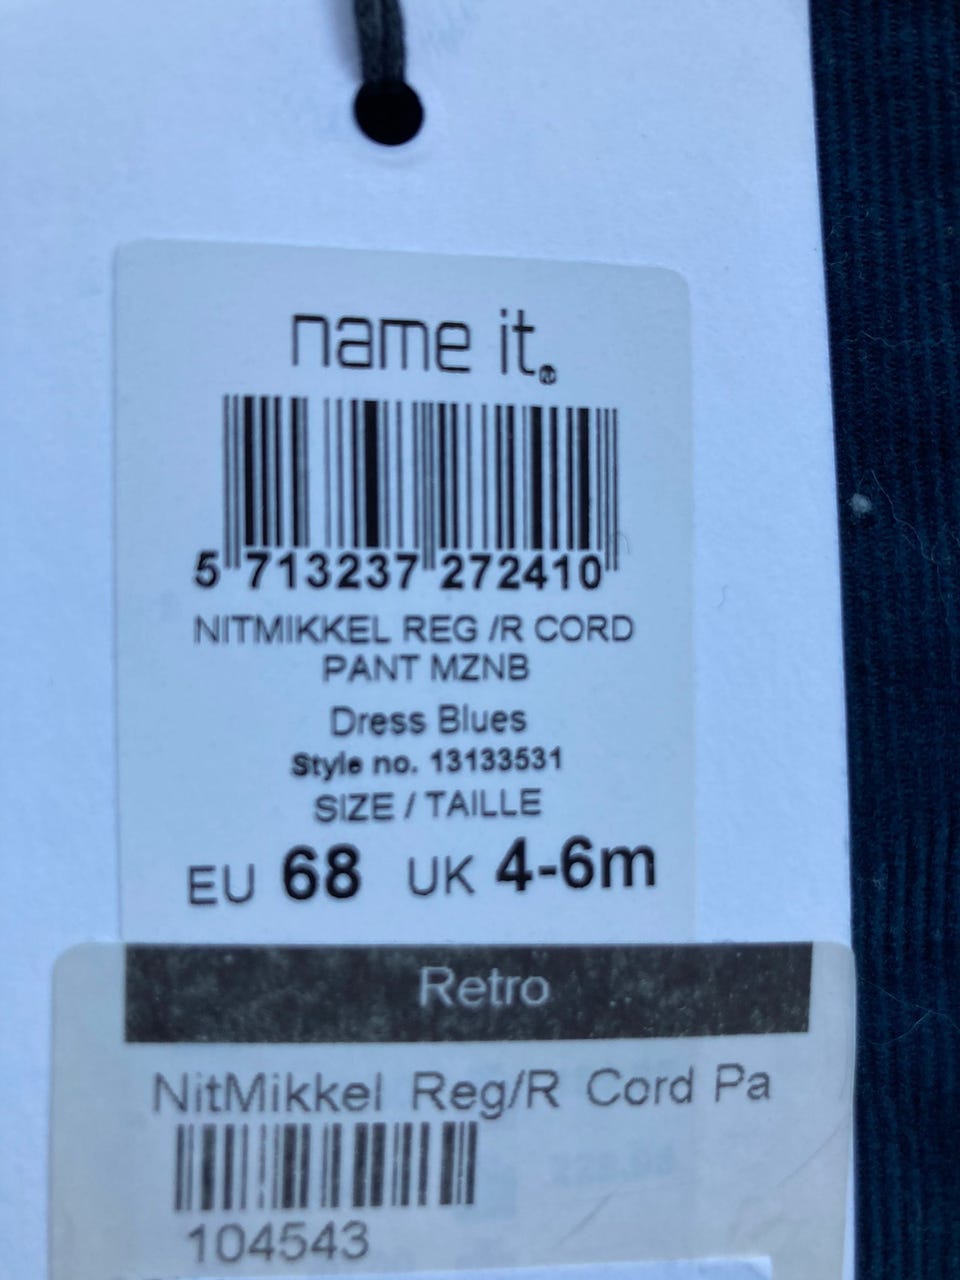 name it.
5 713237 272410
NITMIKKEL REG /R CORD
PANT MZNB
Dress Blues
Style no. 13133531
SIZE / TAILLE
EU 68 UK 4-6m
Retro
NitMikkel Reg/R Cord Pa
104543